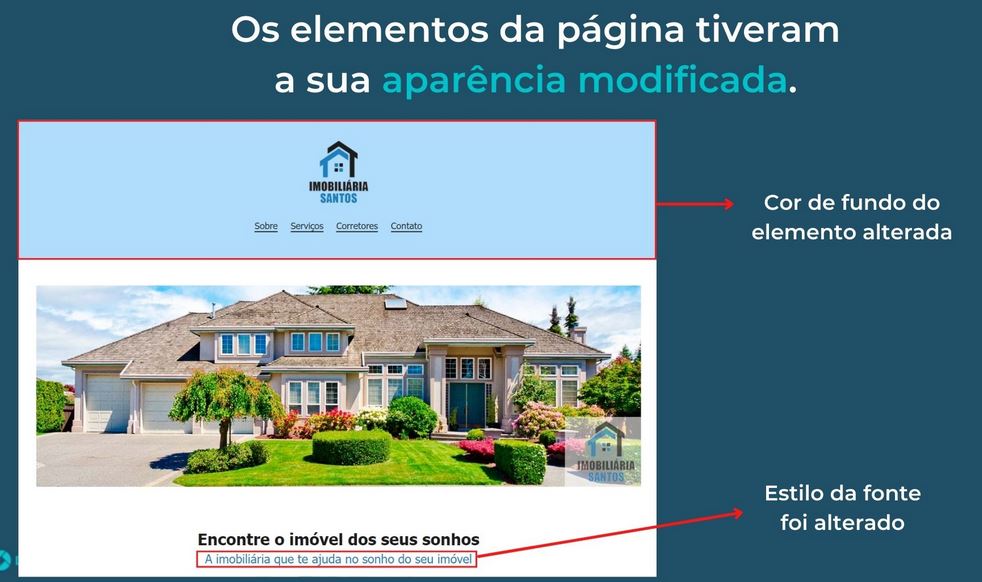 Os elementos da página tiveram
a sua aparência modificada.
IMOBILIÁRIA
SANTOS
Sobre Serviços Corretores Contato
Cor de fundo do
elemento alterada
IMOBILIÁRIA
SANTOS
Estilo da fonte
foi alterado
Encontre o imóvel dos seus sonhos
A imobiliária que te ajuda no sonho do seu imóvel